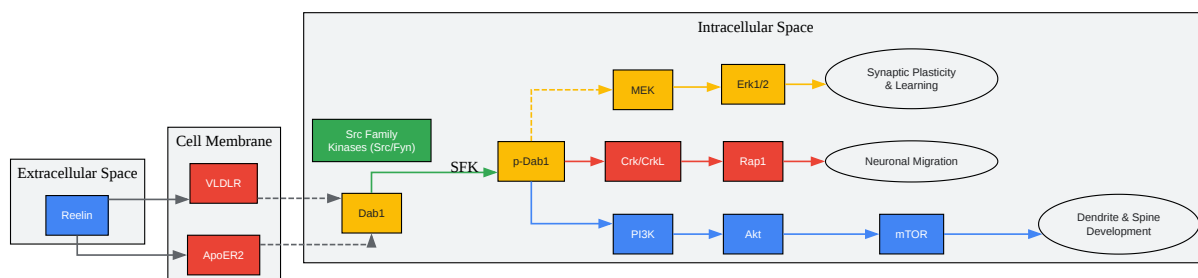 Intracellular Space
Synaptic Plasticity
& Learning
MEK
Erk1/2
Src Family
Kinases (Src/Fyn)
Cell Membrane
SFK
p-Dab1
Crk/CrkL
Rap1
Neuronal Migration
Extracellular Space
VLDLR
Reelin
Dab1
Dendrite & Spine
Development
PI3K
Akt
mTOR
ApoER2